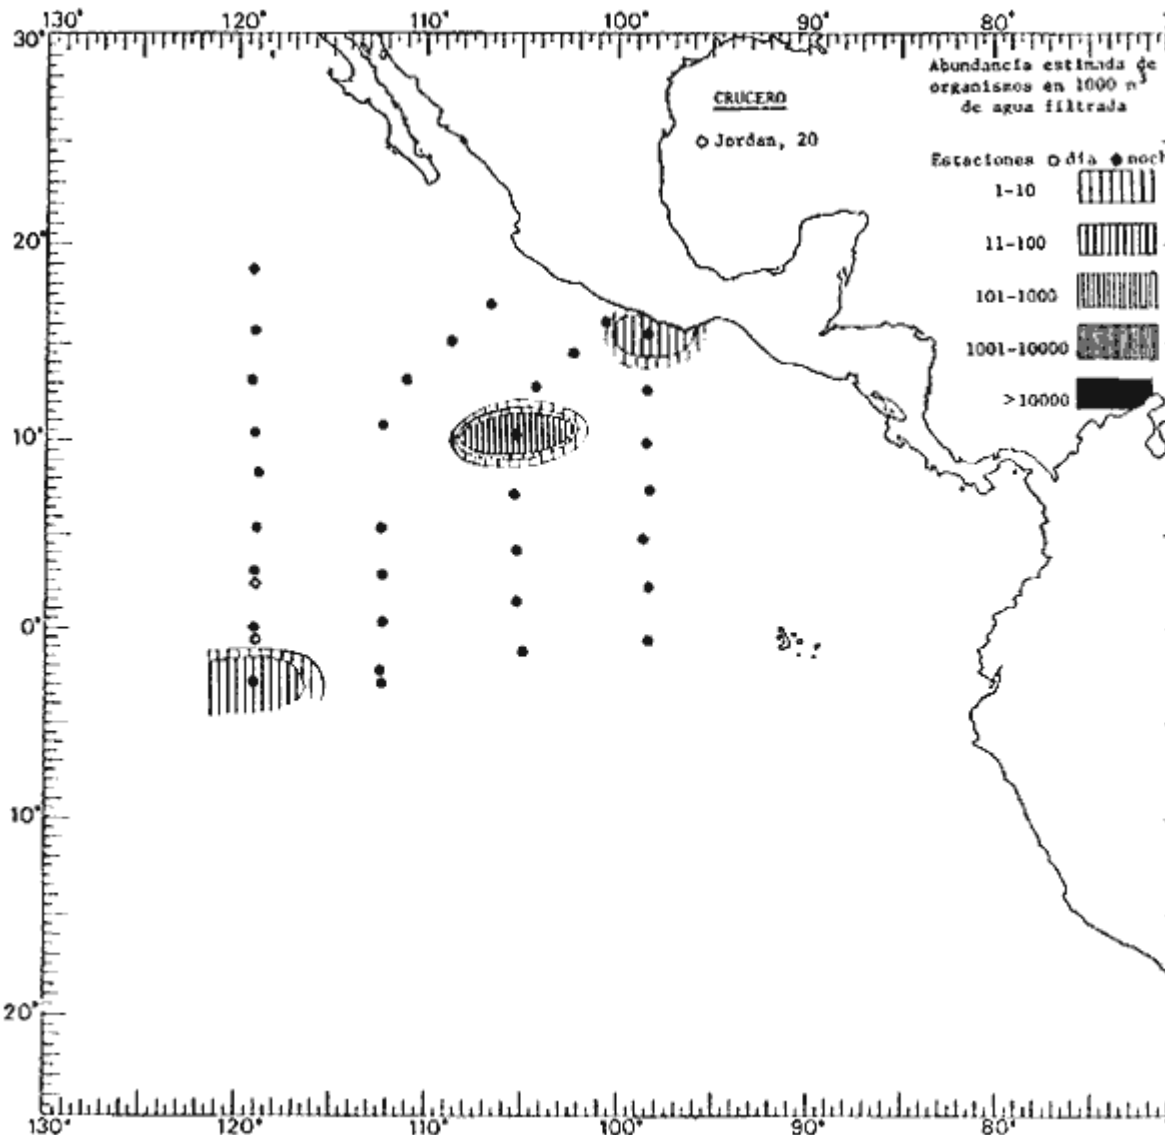 130° 120° 110° 100° 90° 80°
30°
Abundancia estimada de
organismos en 1000 m³
de agua filtrada
CRUCERO
Jordan, 20
Estaciones día noch
1-10
11-100
101-1000
1001-10000
>10000
20°
10°
0°
10°
20°
130° 120° 110° 100° 90° 80°